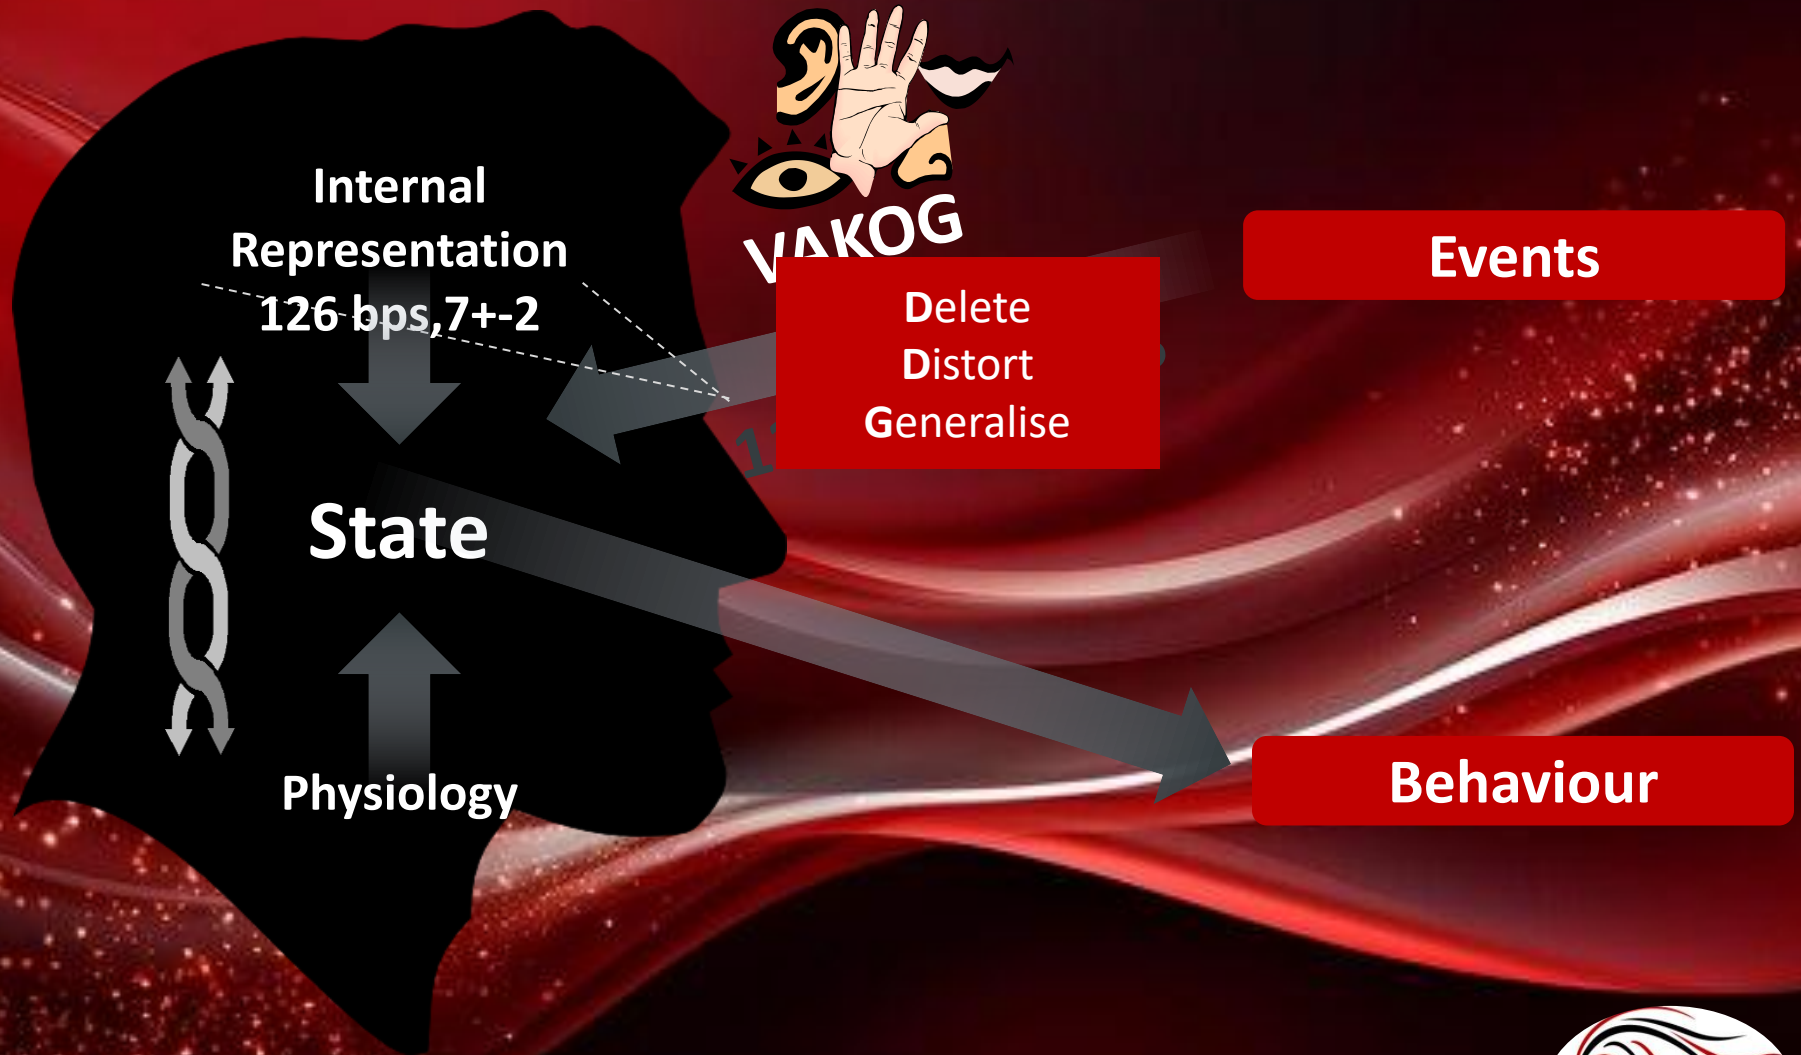 Internal
Representation
126 bps,7+-2
State
Physiology
VAKOG
Delete
Distort
Generalise
Events
Behaviour